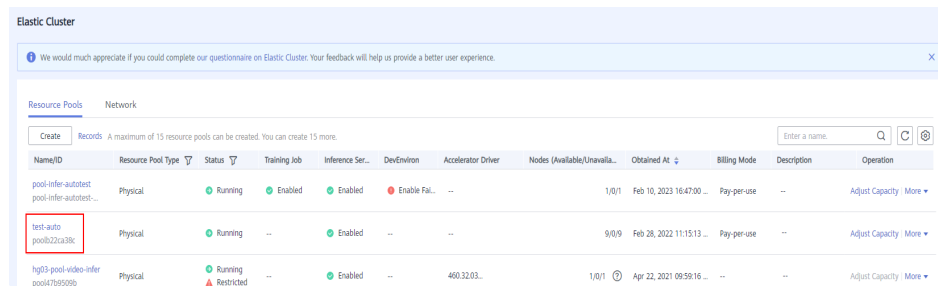 Elastic Cluster
We would much appreciate if you could complete our questionnaire on Elastic Cluster. Your feedback will help us provide a better user experience.
Resource Pools Network
Create Records A maximum of 15 resource pools can be created. You can create 15 more. Enter a name.
Name/ID Resource Pool Type Status Training Job Inference Ser... DevEnviron Accelerator Driver Nodes (Available/Unavaila... Obtained At Billing Mode Description Operation
pool-infer-autotest
pool-infer-autotest-...
Physical Running Enabled Enabled Enable Fai... -- 1/0/1 Feb 10, 2023 16:47:00 ... Pay-per-use -- Adjust Capacity More
test-auto
poolb22ca38c
Physical Running -- Enabled -- -- 9/0/9 Feb 28, 2022 11:15:13 ... Pay-per-use -- Adjust Capacity More
hg03-pool-video-infer
pool47b9509b
Physical Running -- Enabled -- 460.32.03... 1/0/1 Apr 22, 2021 09:59:16 ... -- -- Adjust Capacity More
Restricted